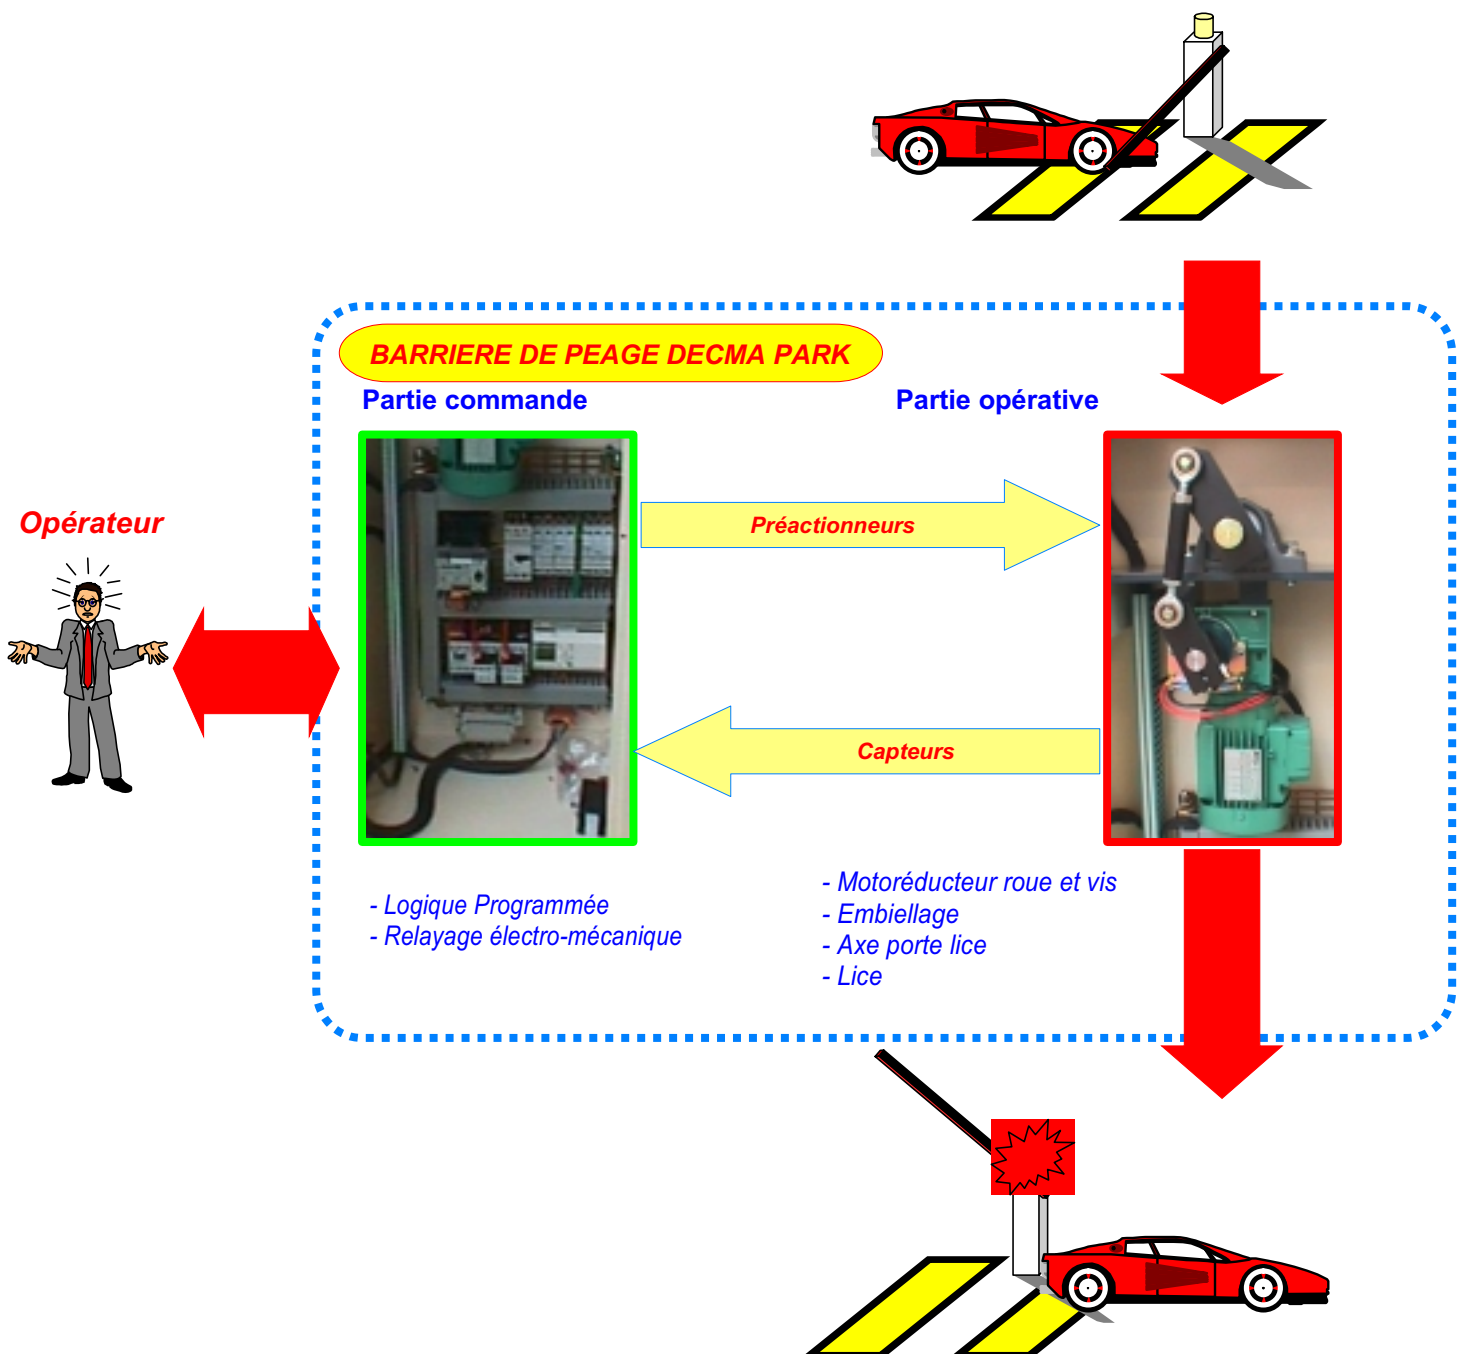 BARRIERE DE PEAGE DECMA PARK
Partie commande
Partie opérative
Opérateur
Préactionneurs
Capteurs
- Logique Programmée
- Relayage électro-mécanique
- Motoréducteur roue et vis
- Embiellage
- Axe porte lice
- Lice